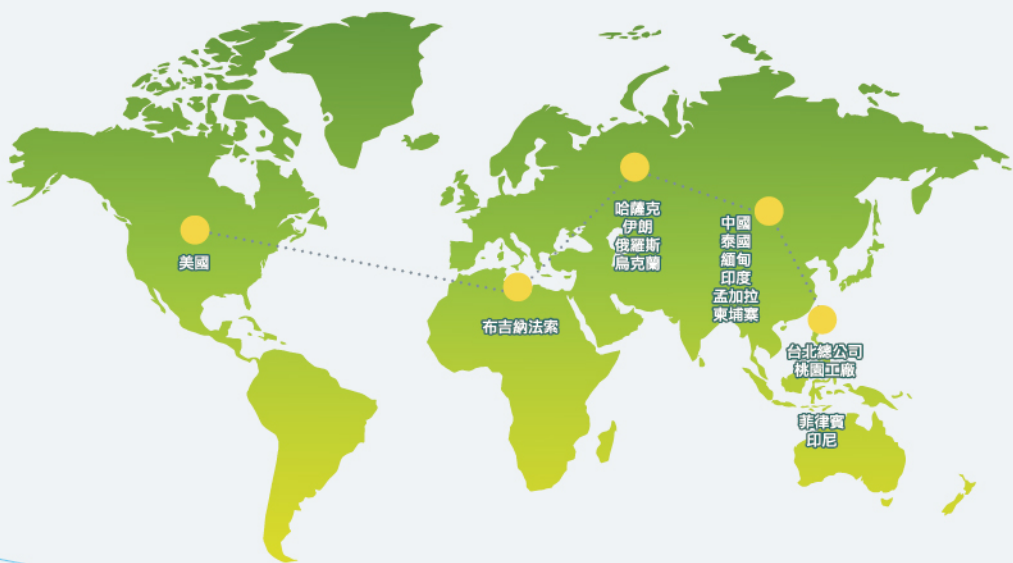 美國
布吉納法索
哈薩克
伊朗
俄羅斯
烏克蘭
中國
泰國
緬甸
印度
孟加拉
柬埔寨
台北總公司
桃園工廠
菲律賓
印尼